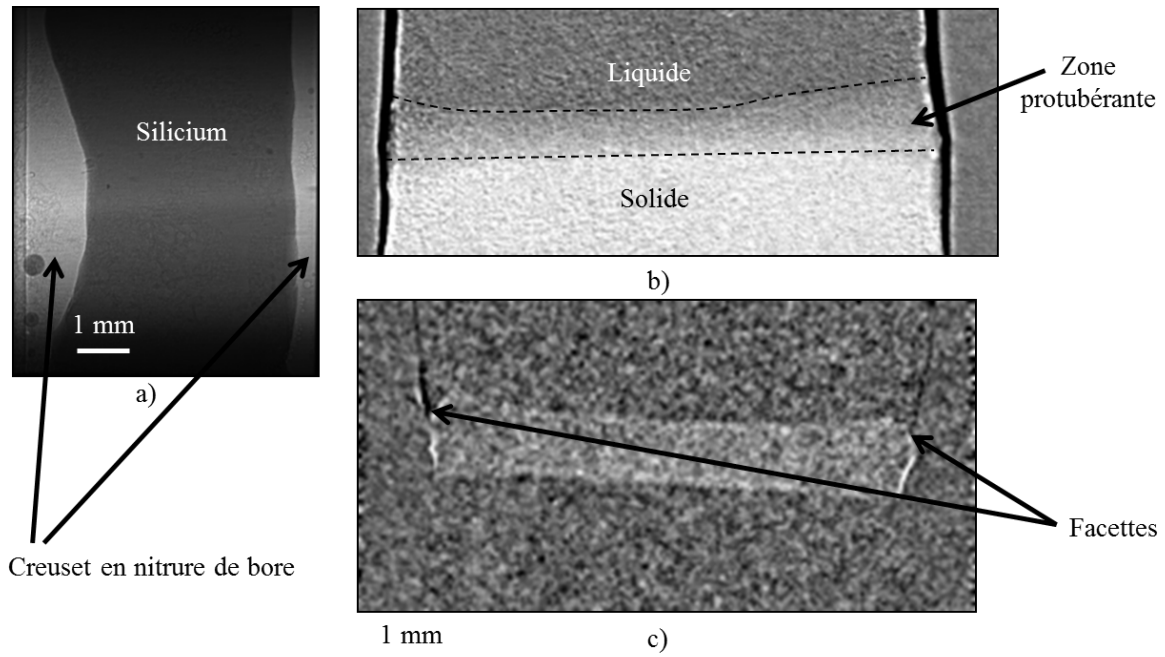 Silicium
1 mm
a)
Creuset en nitrure de bore
Liquide
Zone
protubérante
Solide
b)
Facettes
1 mm
c)